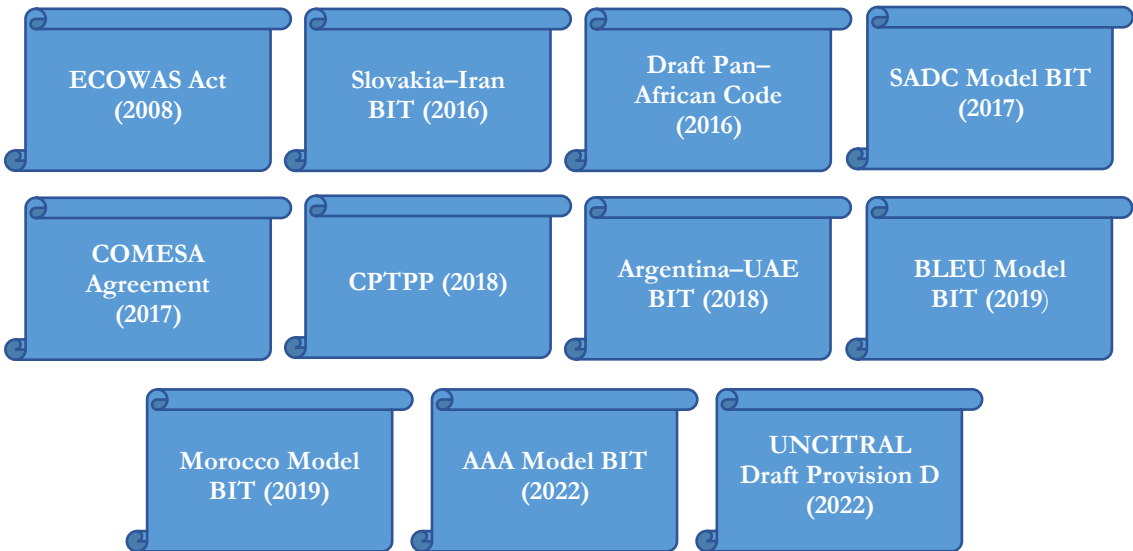 ECOWAS Act
(2008)
Slovakia–Iran
BIT (2016)
Draft Pan–
African Code
(2016)
SADC Model BIT
(2017)
COMESA
Agreement
(2017)
CPTPP (2018)
Argentina–UAE
BIT (2018)
BLEU Model
BIT (2019)
Morocco Model
BIT (2019)
AAA Model BIT
(2022)
UNCITRAL
Draft Provision D
(2022)